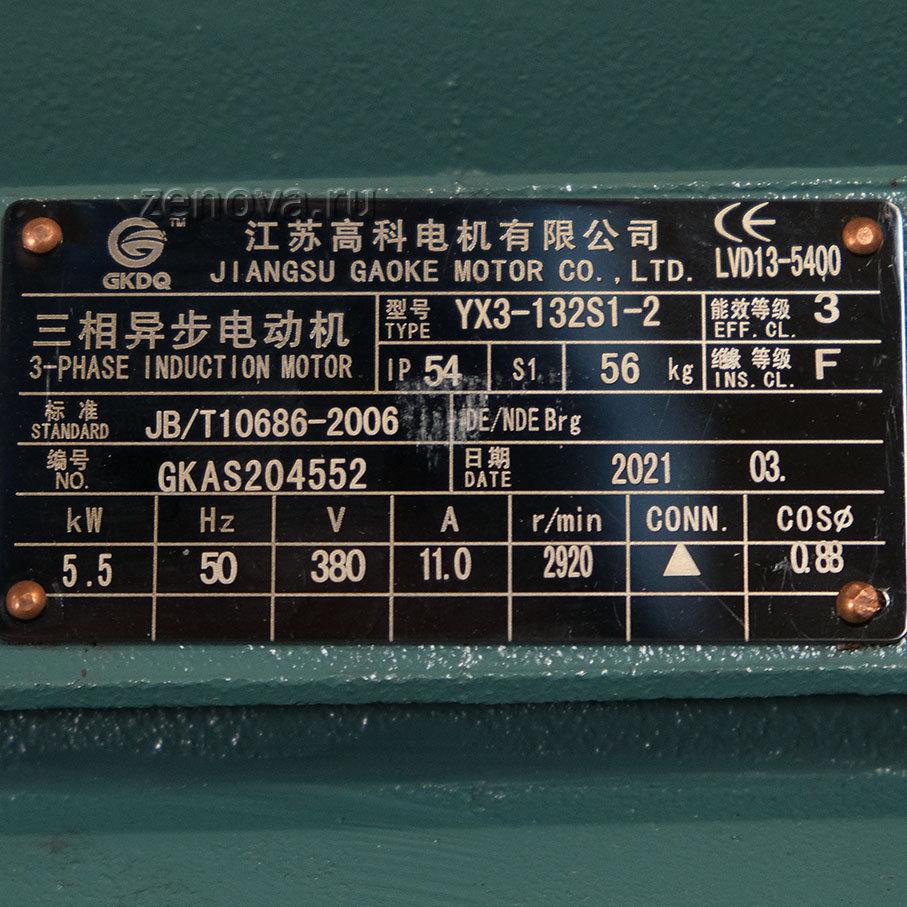 zenova.ru
GKDQ
TM
江苏高科电机有限公司
JIANGSU GAOKE MOTOR CO.,LTD.
CE
LVD13-5400
三相异步电动机
3-PHASE INDUCTION MOTOR
型号
TYPE
YX3-132S1-2
能效等级
EFF. CL.
3
IP 54
S1
56 kg
绝缘 等级
INS. CL.
F
标准
STANDARD
JB/T10686-2006
DE/NDE Brg
编号
NO.
GKAS204552
日期
DATE
2021 03.
kW Hz V A r/min CONN. COSø
5.5 50 380 11.0 2920 ▲ 0.88